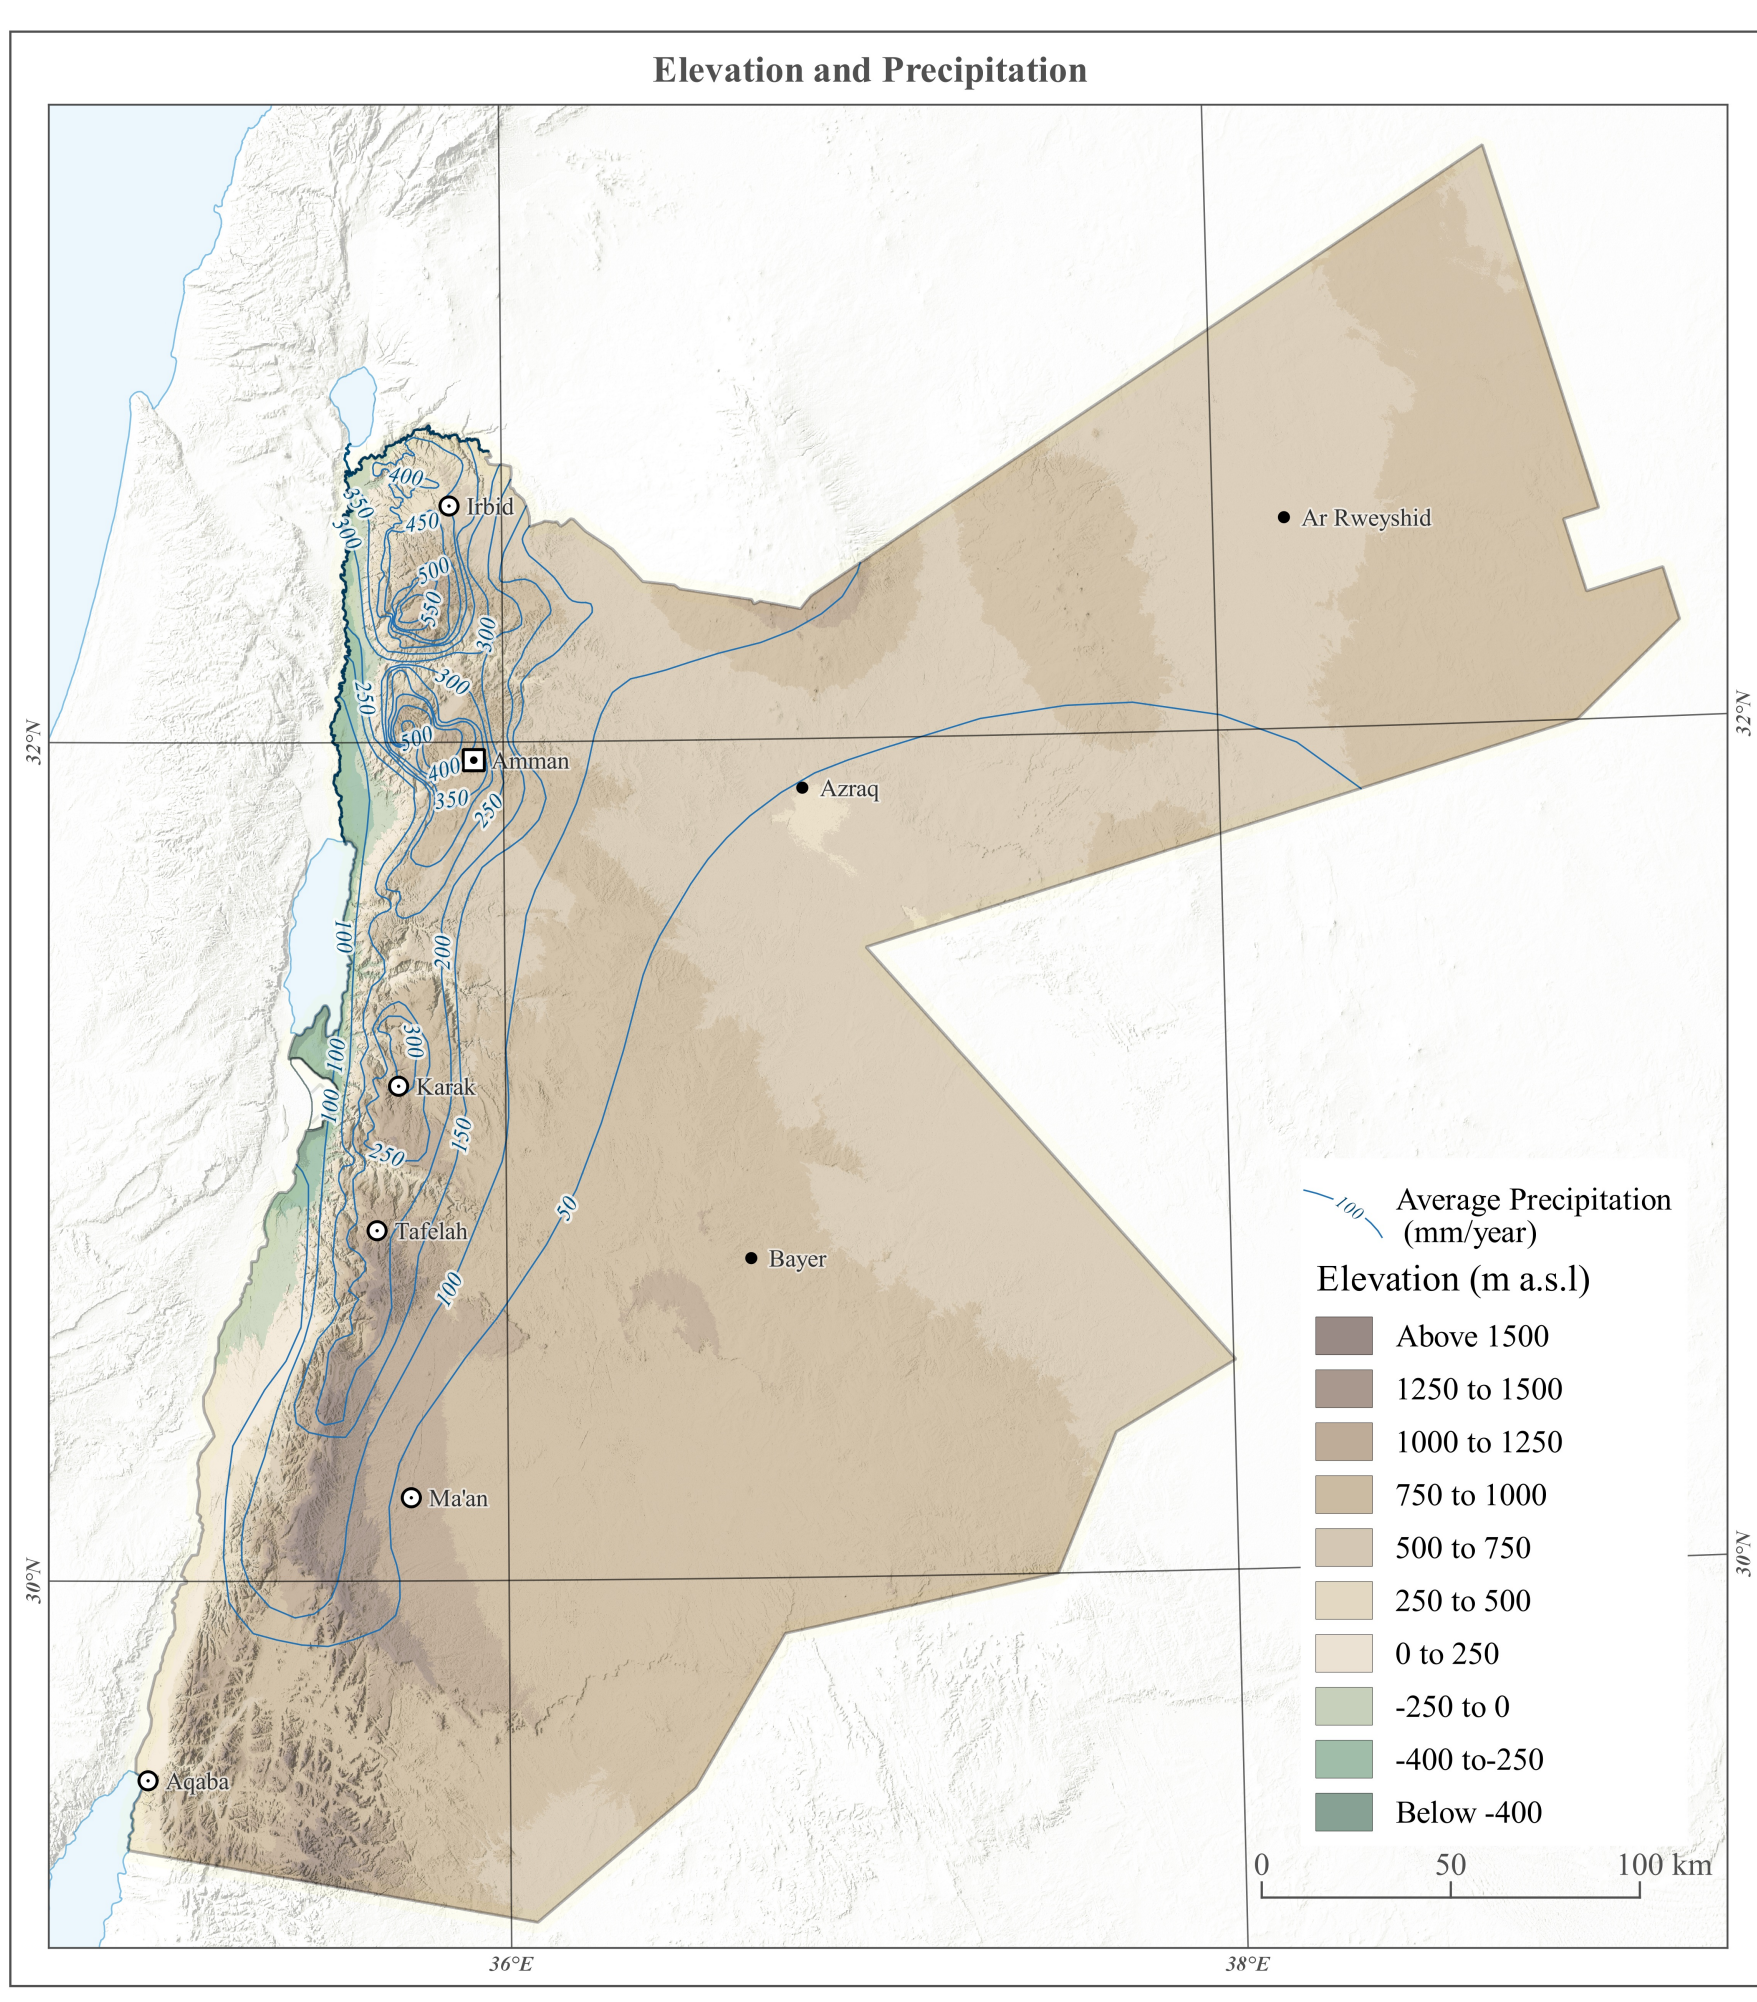 Elevation and Precipitation
400
350
Irbid
300
450
Ar Rweyshid
500
550
300
300
250
32°N
32°N
500
Amman
400
350
Azraq
250
100
200
300
100
Karak
100
150
250
50
Tafelah
Bayer
100
Ma'an
30°N
30°N
Aqaba
100
Average Precipitation
(mm/year)
Elevation (m a.s.l)
Above 1500
1250 to 1500
1000 to 1250
750 to 1000
500 to 750
250 to 500
0 to 250
-250 to 0
-400 to-250
Below -400
0 50 100 km
36°E
38°E